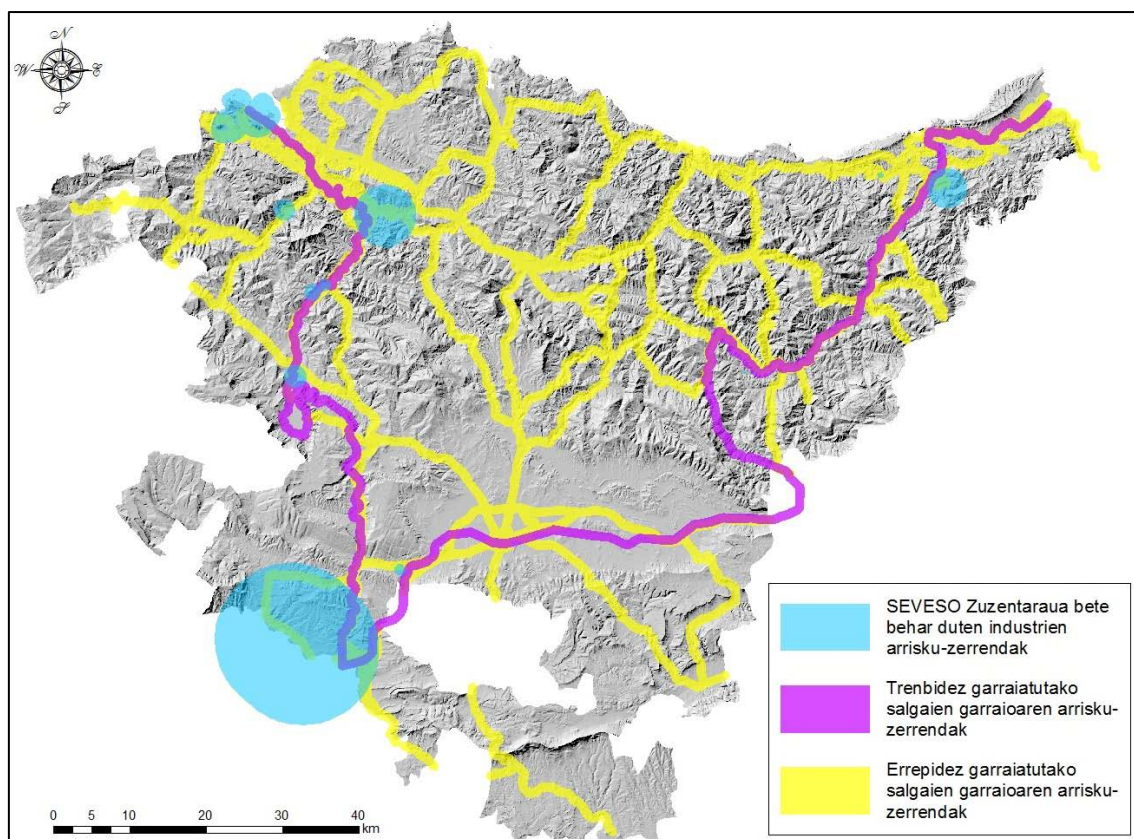 N
W
E
S
SEVESO Zuzentaraua bete
behar duten industrien
arrisku-zerrendak
Trenbidez garraiatutako
salgaien garraioaren arrisku-
zerrendak
Errepidez garraiatutako
salgaien garraioaren arrisku-
zerrendak
0 5 10 20 30 40
km